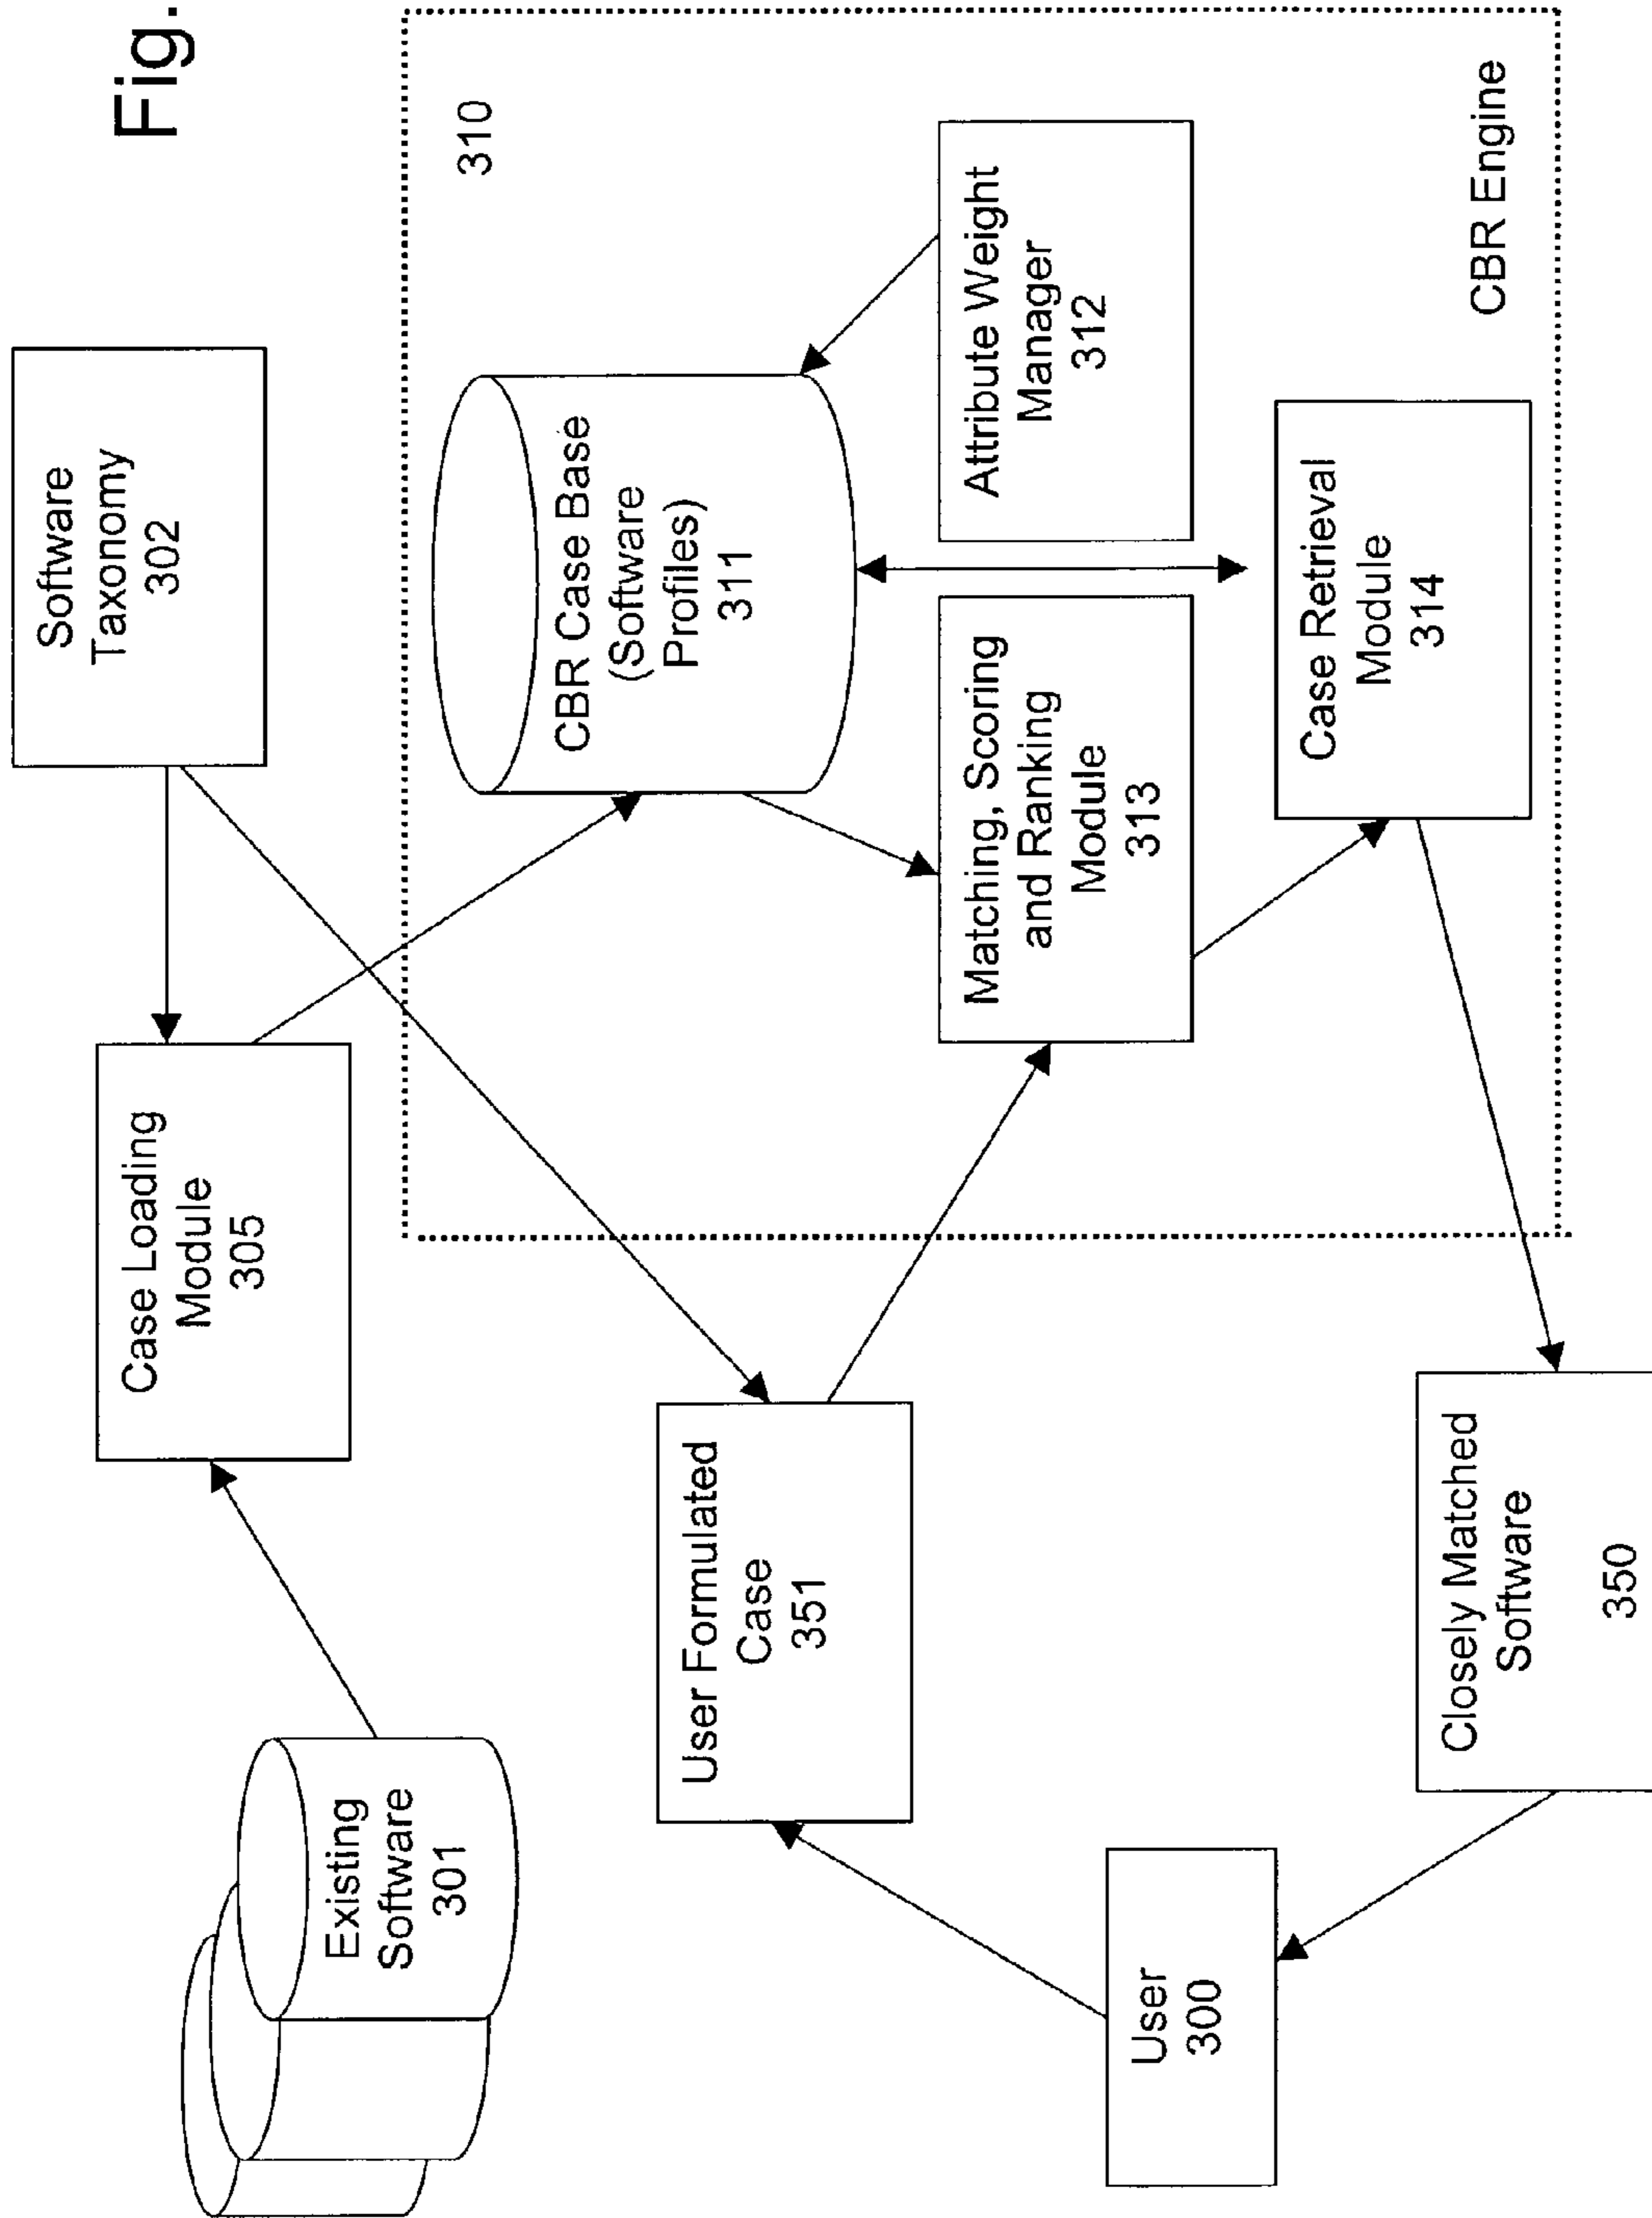 Fig.
Software
Taxonomy
302
Case Loading
Module
305
Existing
Software
301
310
CBR Case Base
(Software
Profiles)
311
Attribute Weight
Manager
312
Matching, Scoring
and Ranking
Module
313
Case Retrieval
Module
314
CBR Engine
User Formulated
Case
351
User
300
Closely Matched
Software
350